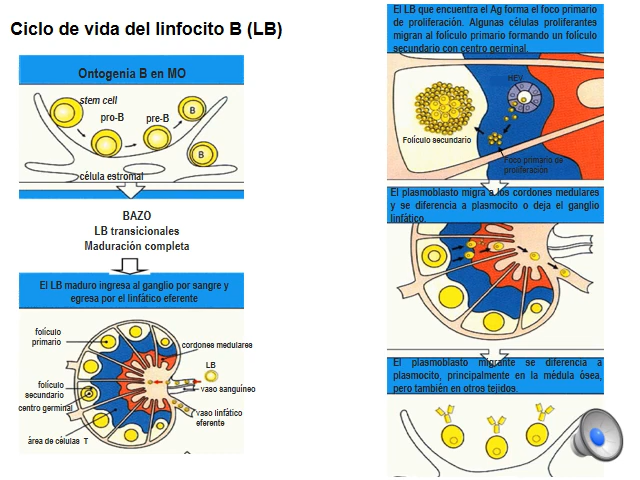 Ciclo de vida del linfocito B (LB)
Ontogenia B en MO
stem cell
pro-B
pre-B
B
B
célula estromal
BAZO
LB transicionales
Maduración completa
El LB maduro ingresa al ganglio por sangre y
egresa por el linfático eferente
folículo
primario
cordones medulares
LB
folículo
secundario
vaso sanguíneo
centro germinal
vaso linfático
eferente
área de células T
El LB que encuentra el Ag forma el foco primario
de proliferación. Algunas células proliferantes
migran al folículo primario formando un folículo
secundario con centro germinal.
HEV
Folículo secundario
Foco primario de
proliferación
El plasmoblasto migra a los cordones medulares
y se diferencia a plasmocito o deja el ganglio
linfático.
El plasmoblasto migrante se diferencia a
plasmocito, principalmente en la médula ósea,
pero también en otros tejidos.